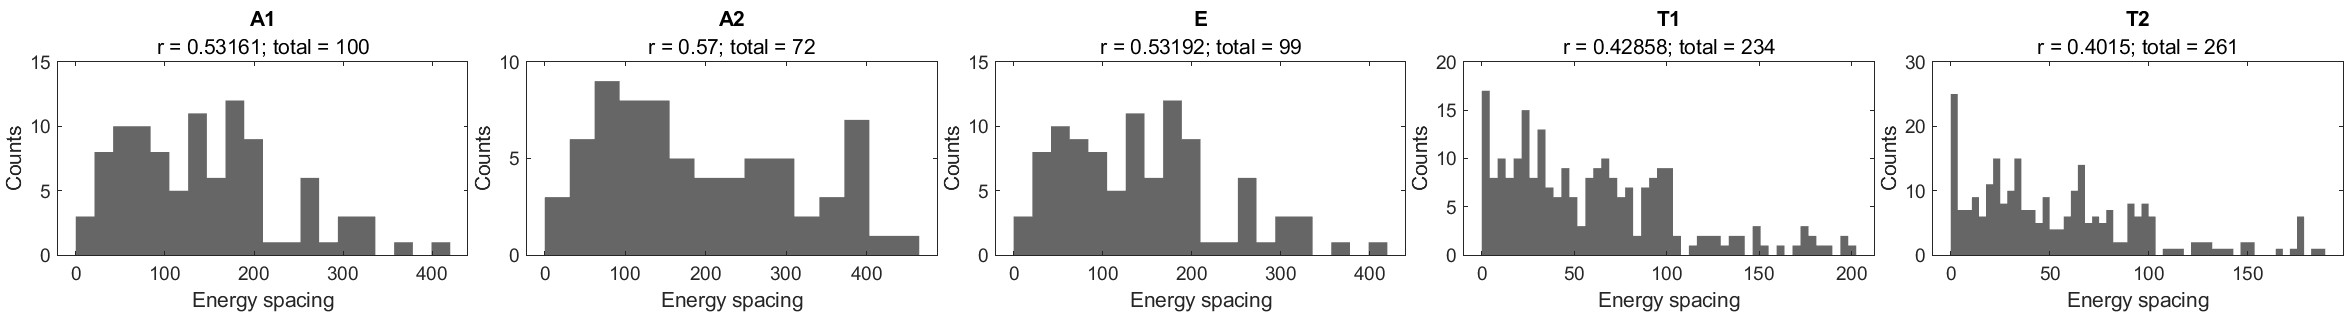 A1
r = 0.53161; total = 100
15
10
5
0
Counts
0 100 200 300 400
Energy spacing
A2
r = 0.57; total = 72
10
5
0
Counts
0 100 200 300 400
Energy spacing
E
r = 0.53192; total = 99
15
10
5
0
Counts
0 100 200 300 400
Energy spacing
T1
r = 0.42858; total = 234
20
15
10
5
0
Counts
0 50 100 150 200
Energy spacing
T2
r = 0.4015; total = 261
30
20
10
0
Counts
0 50 100 150
Energy spacing